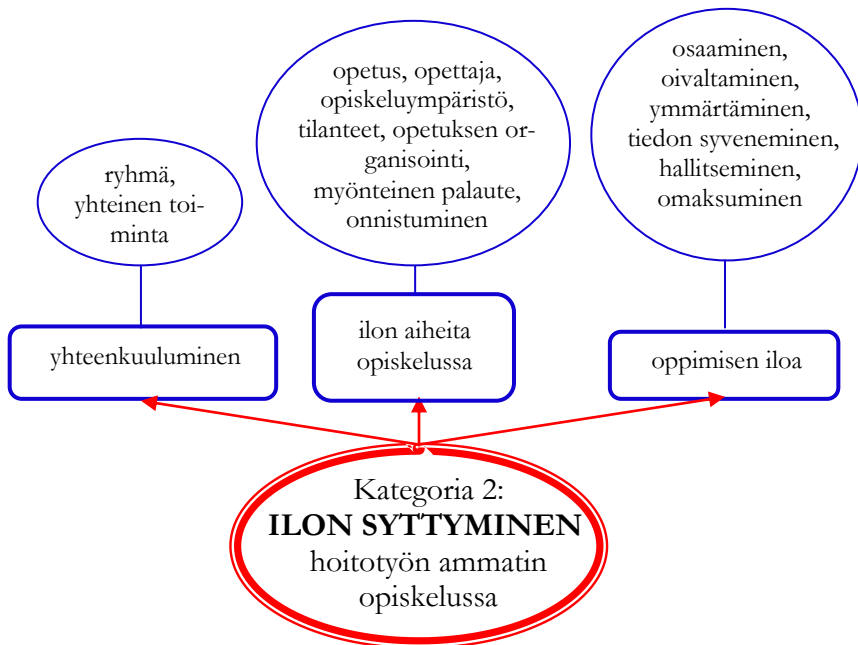 ryhmä,
yhteinen toi-
minta
opetus, opettaja,
opiskeluympäristö,
tilanteet, opetuksen or-
ganisointi,
myönteinen palaute,
onnistuminen
osaaminen,
oivaltaminen,
ymmärtäminen,
tiedon syveneminen,
hallitseminen,
omaksuminen
yhteenkuuluminen
ilon aiheita
opiskelussa
oppimisen iloa
Kategoria 2:
ILON SYTTYMINEN
hoitotyön ammatin
opiskelussa